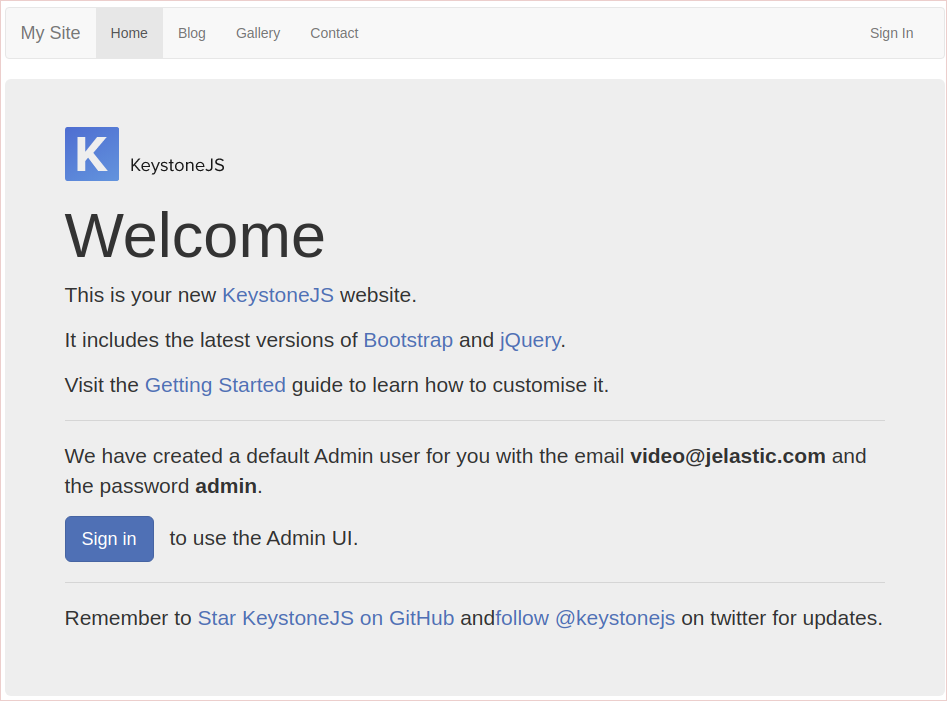 My Site Home Blog Gallery Contact Sign In
K KeystoneJS
Welcome
This is your new KeystoneJS website.
It includes the latest versions of Bootstrap and jQuery.
Visit the Getting Started guide to learn how to customise it.
We have created a default Admin user for you with the email video@jelastic.com and
the password admin.
Sign in to use the Admin UI.
Remember to Star KeystoneJS on GitHub andfollow @keystonejs on twitter for updates.